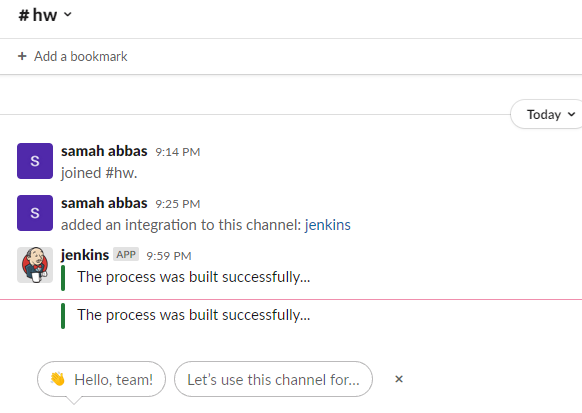 # hw
+ Add a bookmark
Today
samah abbas 9:14 PM
S
joined #hw.
samah abbas 9:25 PM
S
added an integration to this channel: jenkins
jenkins APP 9:59 PM
The process was built successfully...
The process was built successfully...
👋 Hello, team! Let's use this channel for... ×